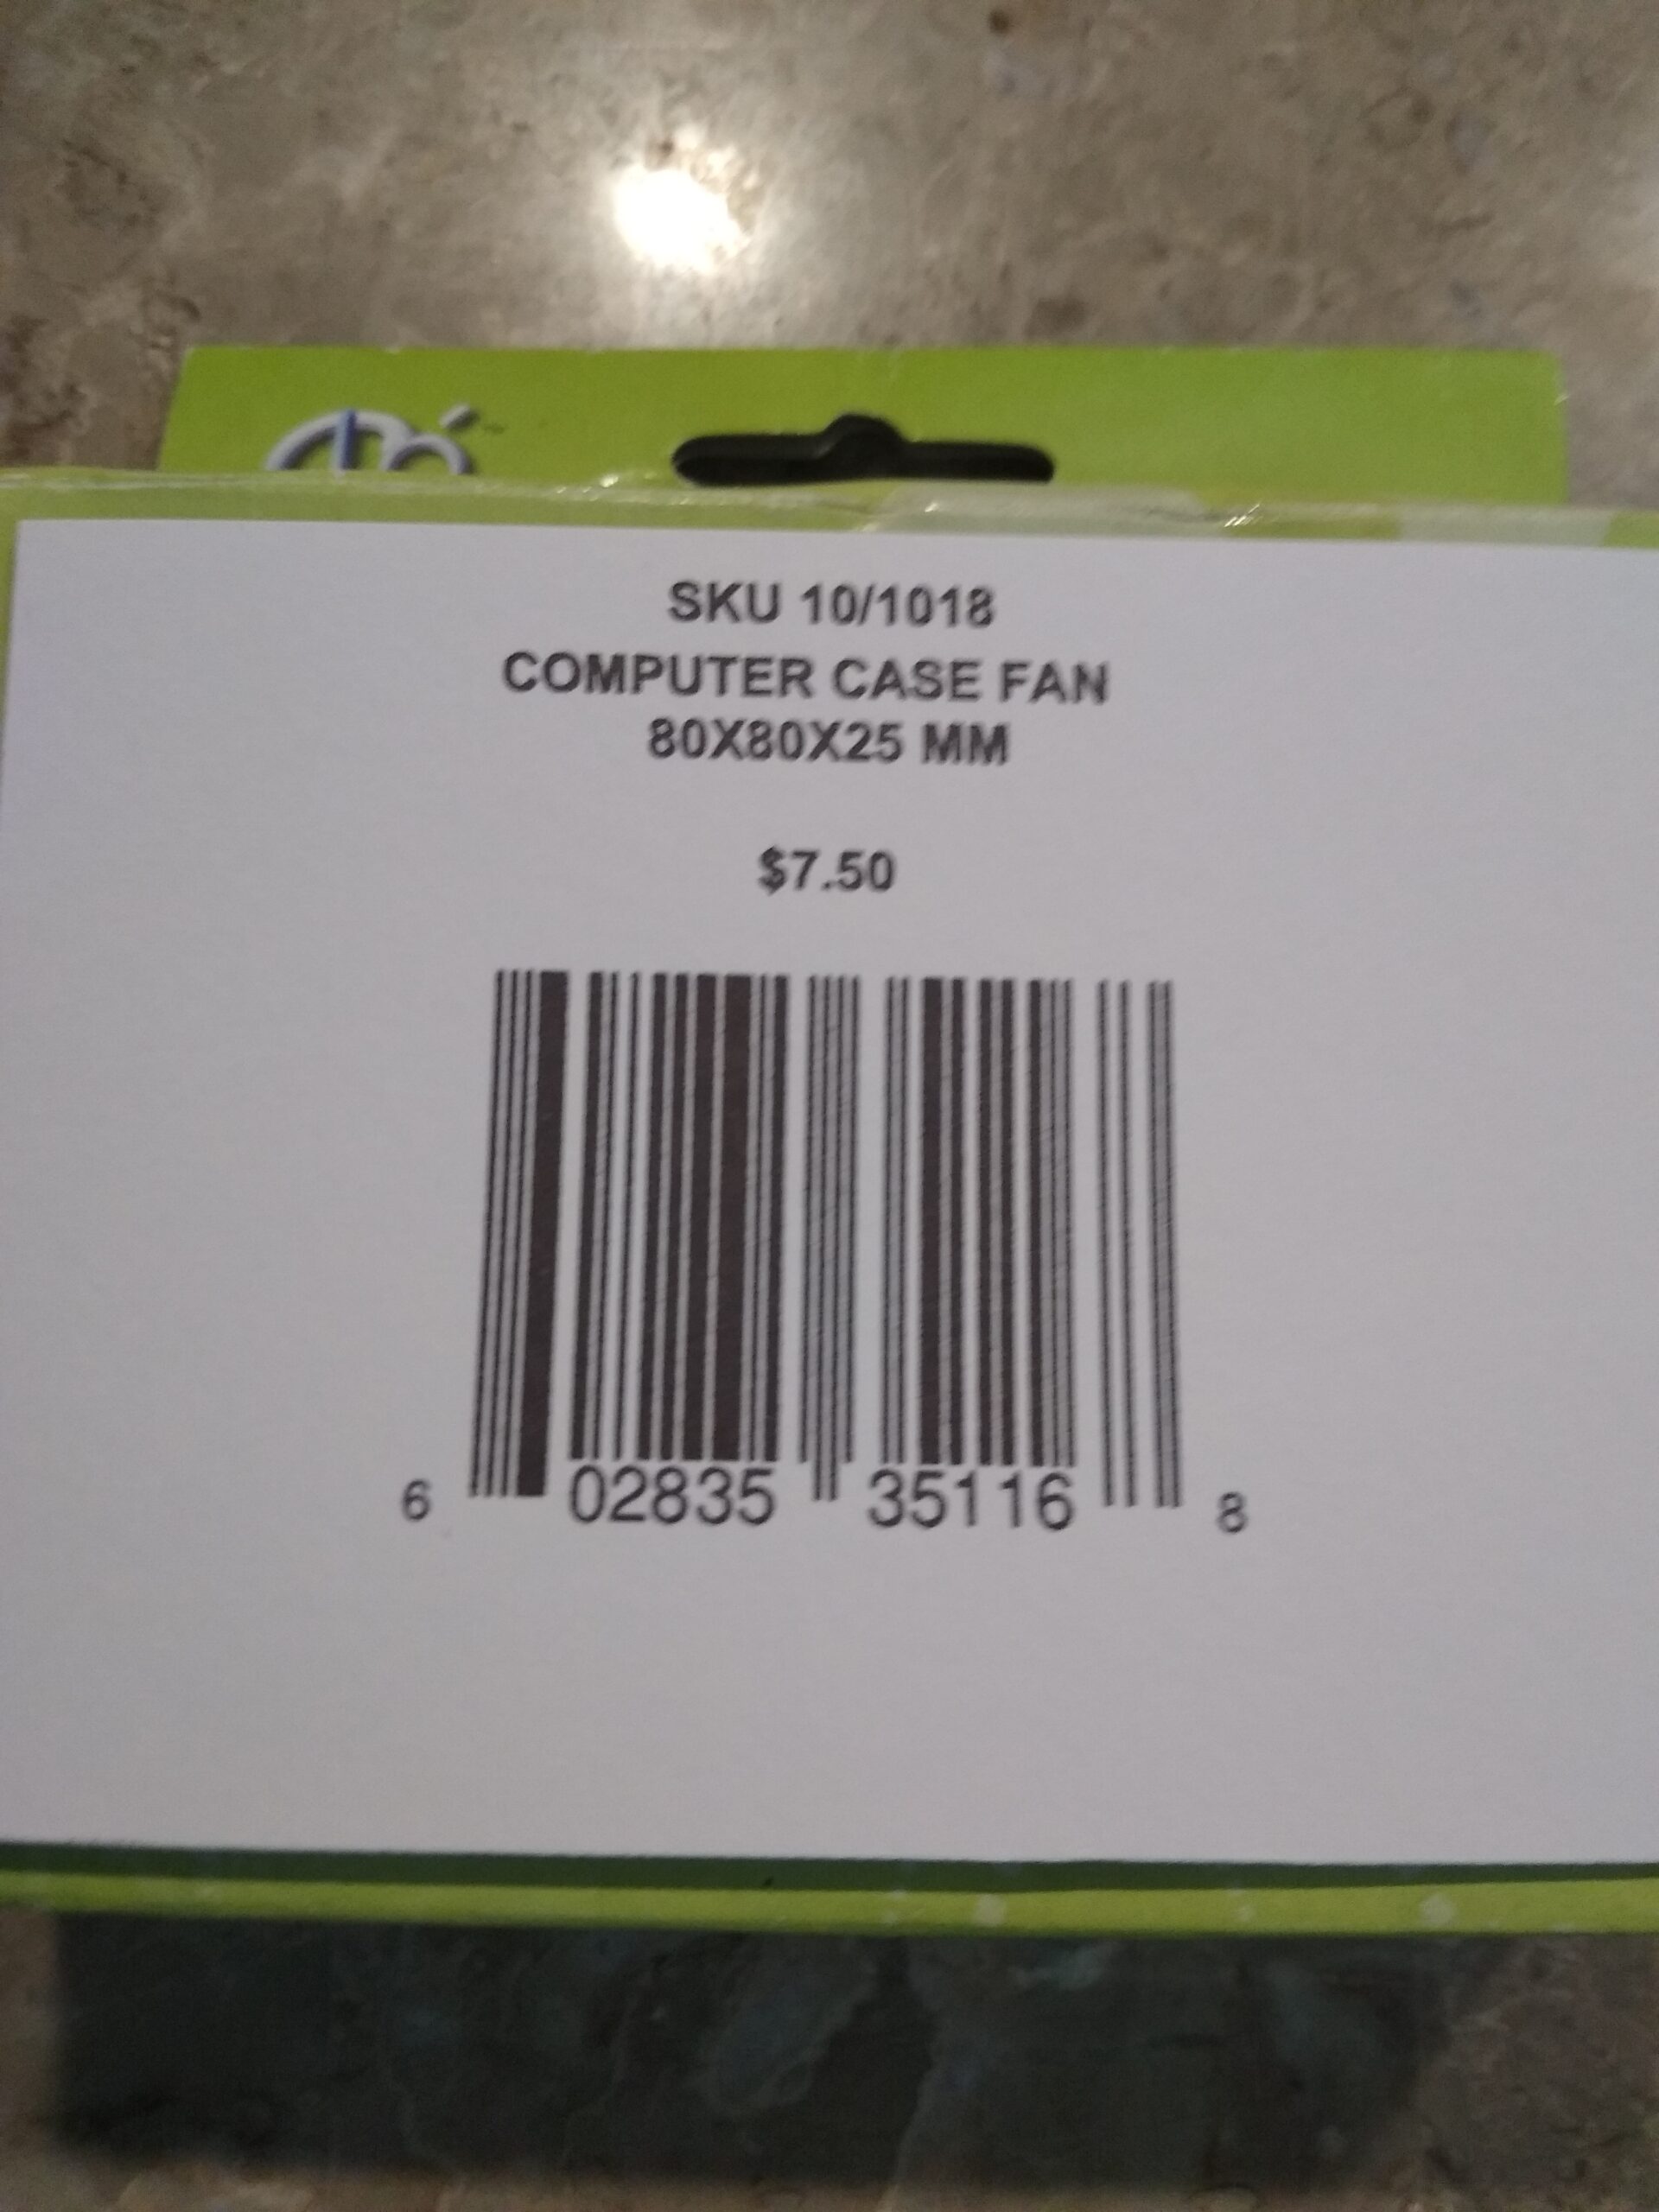 SKU 10/1018
COMPUTER CASE FAN
80X80X25 MM
$7.50
6 02835 35116 8